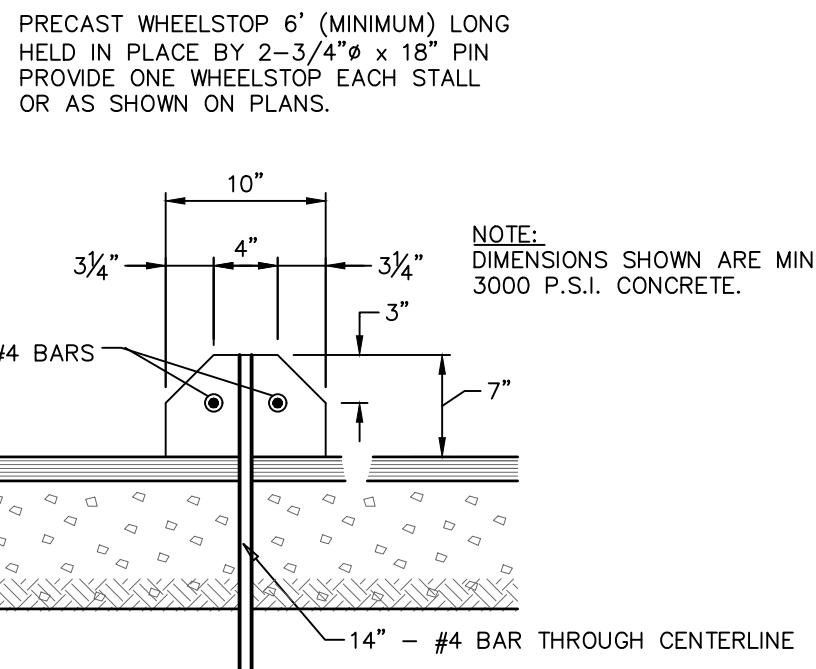 PRECAST WHEELSTOP 6' (MINIMUM) LONG
HELD IN PLACE BY 2-3/4"ø x 18" PIN
PROVIDE ONE WHEELSTOP EACH STALL
OR AS SHOWN ON PLANS.
10"
3¼"
4"
3¼"
NOTE:
DIMENSIONS SHOWN ARE MIN
3000 P.S.I. CONCRETE.
3"
#4 BARS
7"
14" - #4 BAR THROUGH CENTERLINE